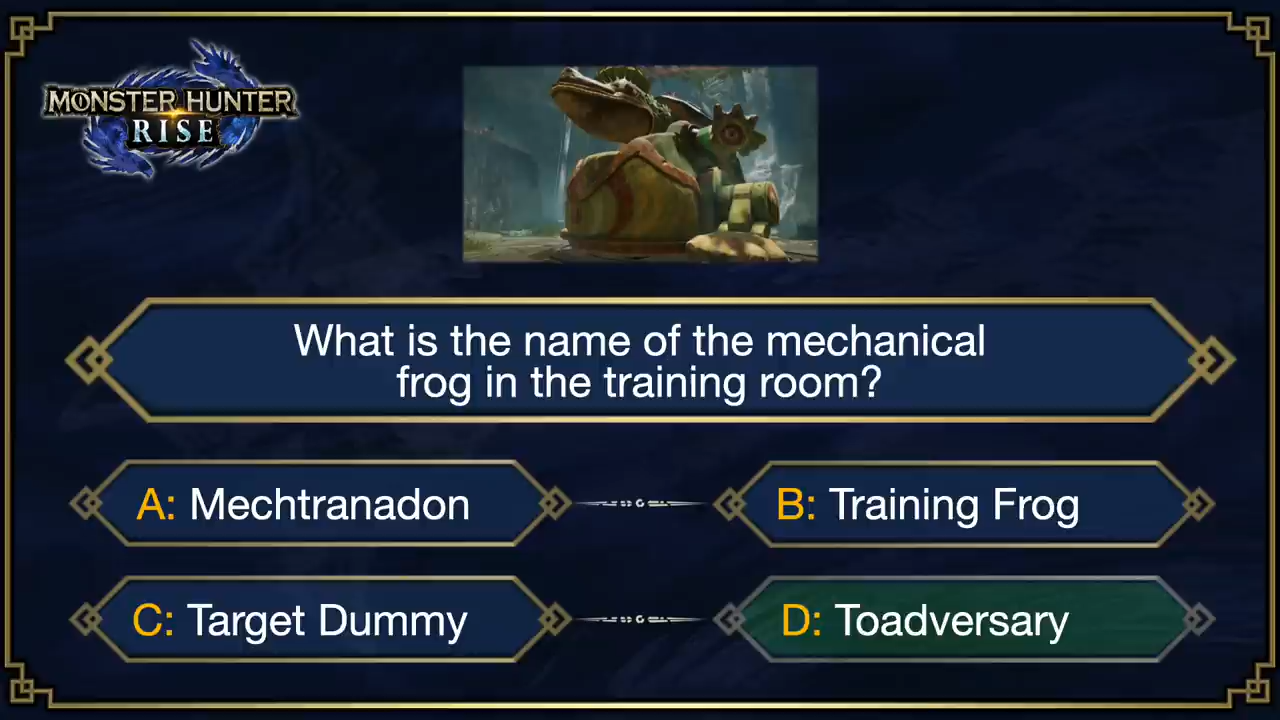 MONSTER HUNTER
RISE
What is the name of the mechanical
frog in the training room?
A: Mechtranadon
B: Training Frog
C: Target Dummy
D: Toadversary